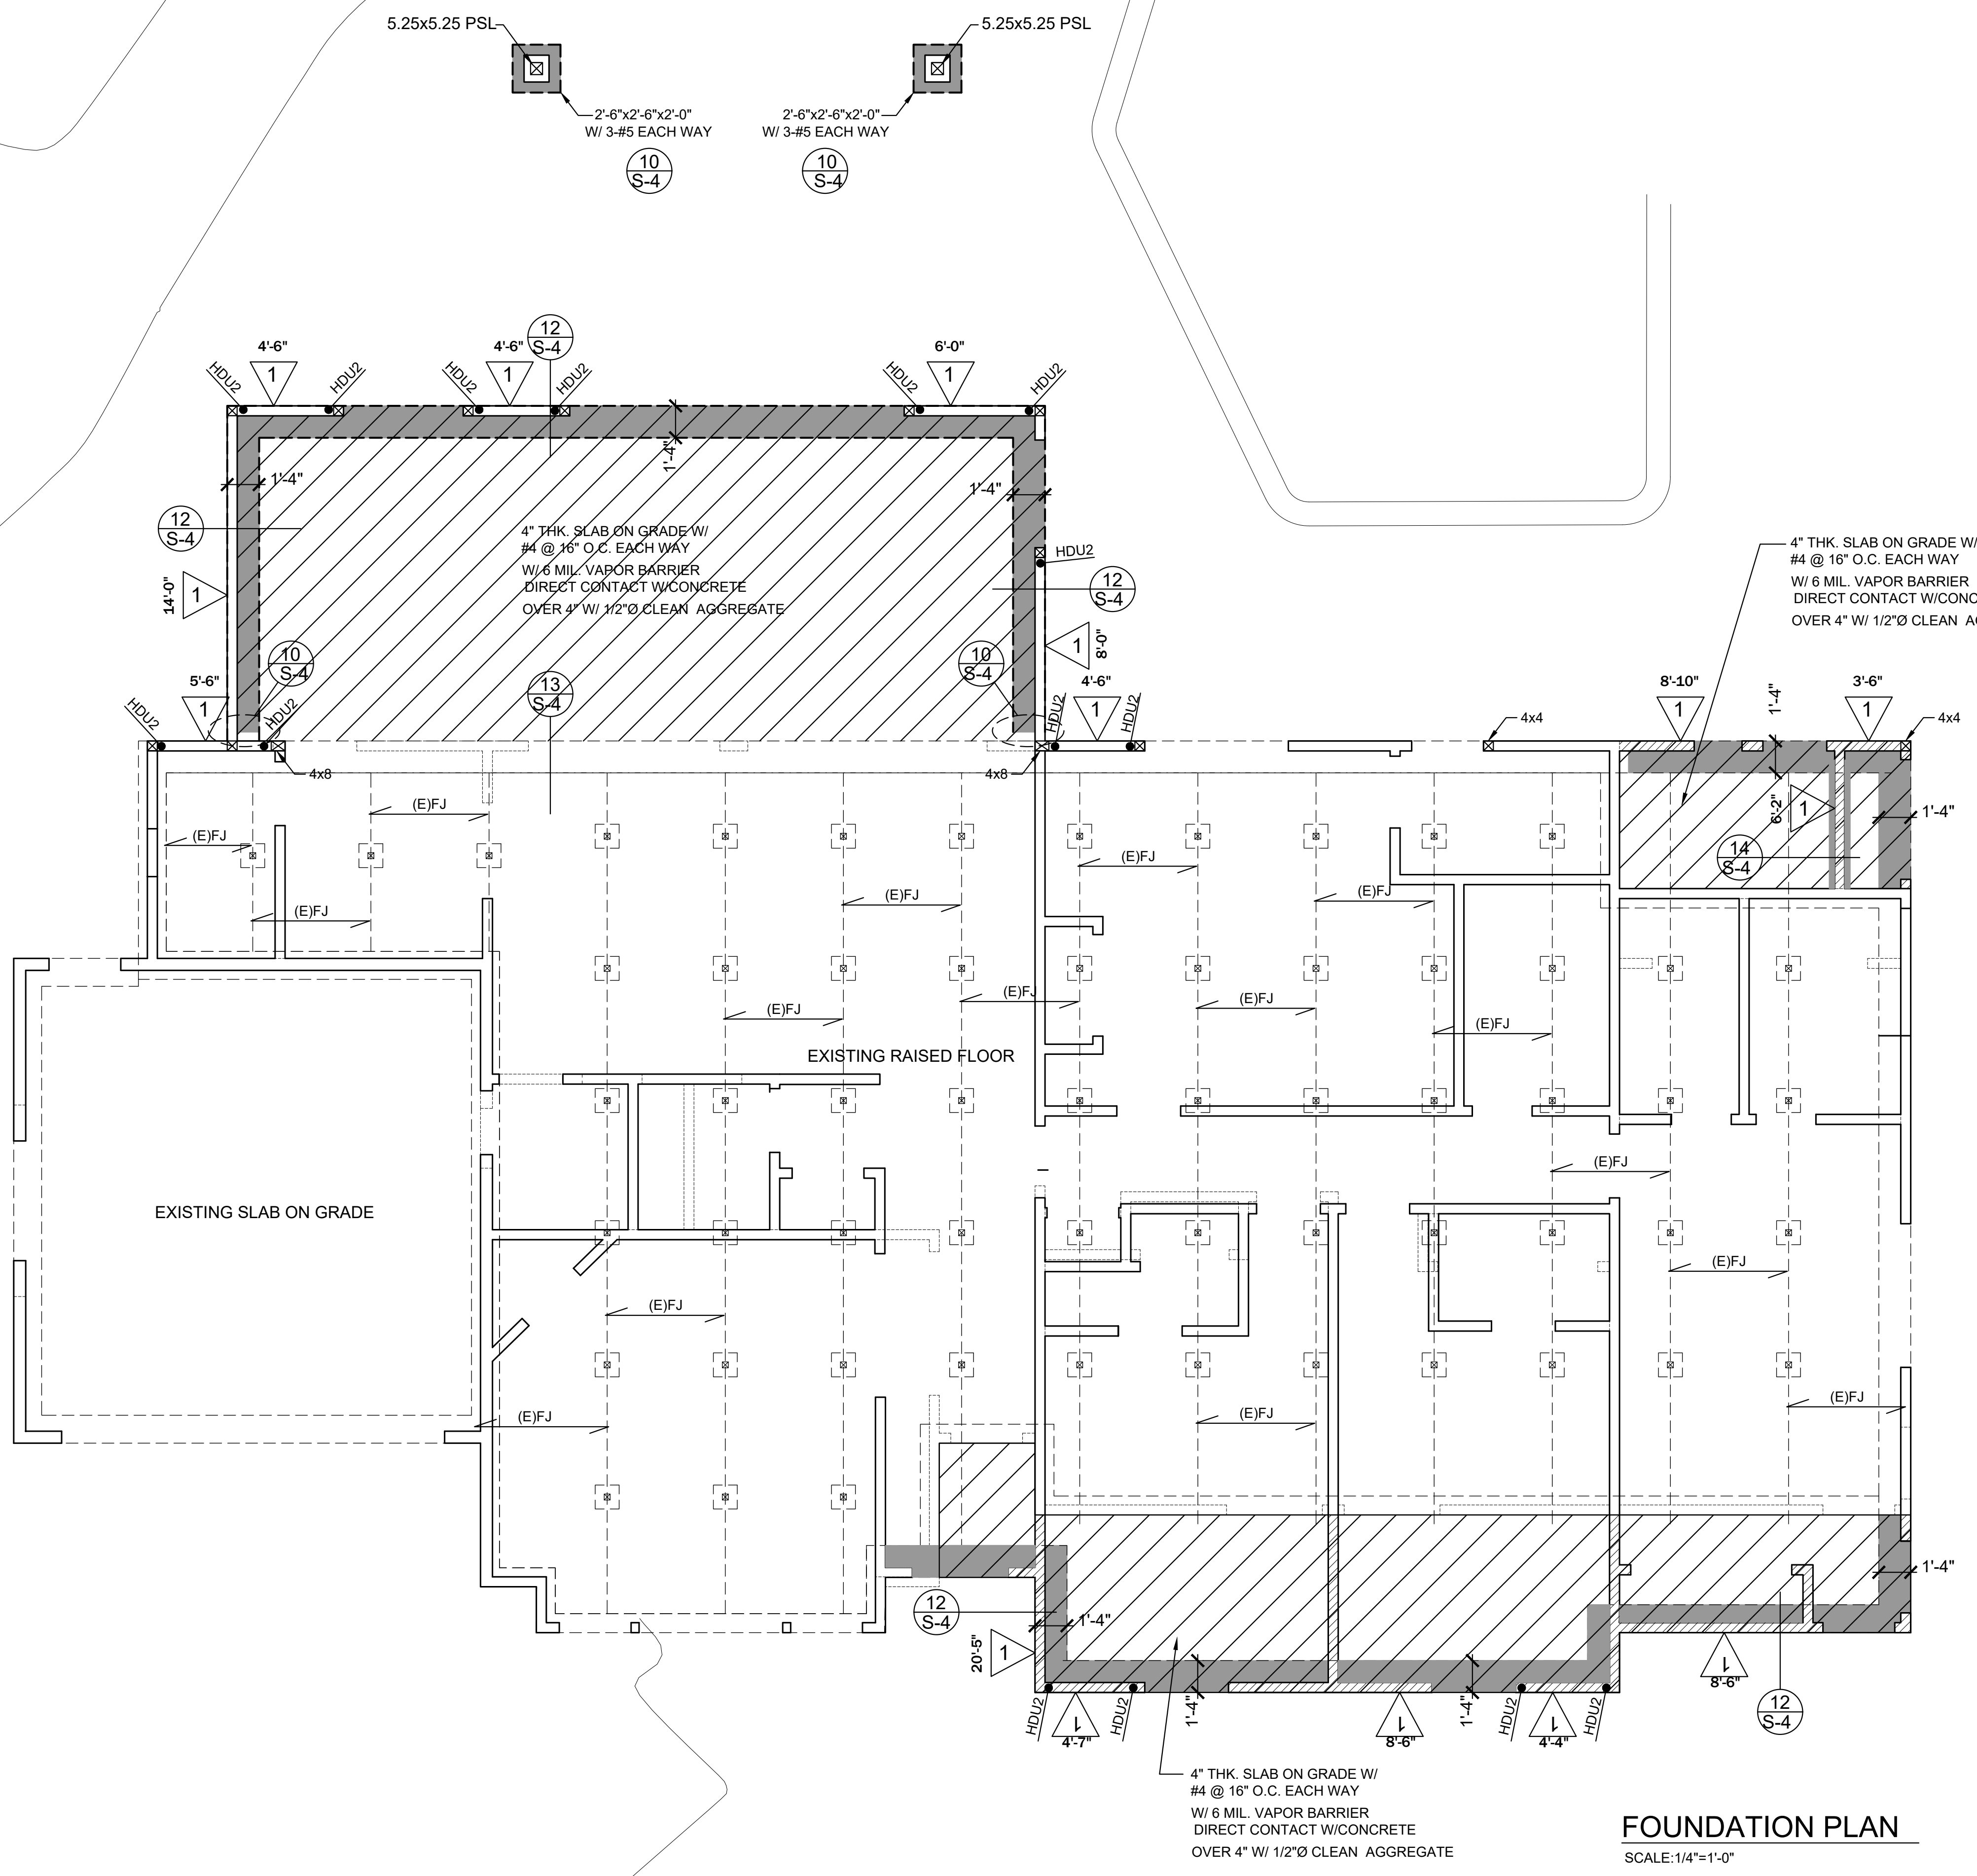 5.25x5.25 PSL
5.25x5.25 PSL
2'-6"x2'-6"x2'-0"
W/ 3-#5 EACH WAY
10
S-4
2'-6"x2'-6"x2'-0"
W/ 3-#5 EACH WAY
10
S-4
4'-6"
1
HDU2
HDU2
4'-6"
1
HDU2
HDU2
12
S-4
6'-0"
1
HDU2
HDU2
1'-4"
1'-4"
1'-4"
12
S-4
4" THK. SLAB ON GRADE W/
#4 @ 16" O.C. EACH WAY
W/ 6 MIL. VAPOR BARRIER
DIRECT CONTACT W/CONCRETE
OVER 4" W/ 1/2"Ø CLEAN AGGREGATE
HDU2
12
S-4
14'-0"
1
8'-0"
1
10
S-4
10
S-4
13
S-4
5'-6"
1
HDU2
HDU2
4'-6"
1
HDU2
HDU2
4x8
4x8
4x4
4" THK. SLAB ON GRADE W/
#4 @ 16" O.C. EACH WAY
W/ 6 MIL. VAPOR BARRIER
DIRECT CONTACT
OVER 4" W/ 1/2"Ø CLEAN
8'-10"
1
1'-4"
3'-6"
1
4x4
6'-2"
1
1'-4"
14
S-4
(E)FJ
(E)FJ
(E)FJ
(E)FJ
(E)FJ
(E)FJ
(E)FJ
(E)FJ
(E)FJ
(E)FJ
EXISTING RAISED FLOOR
(E)FJ
EXISTING SLAB ON GRADE
(E)FJ
(E)FJ
(E)FJ
(E)FJ
(E)FJ
12
S-4
1'-4"
1'-4"
20'-5"
1
HDU2
1
4'-7"
HDU2
1'-4"
1
8'-6"
1'-4"
HDU2
1
4'-4"
HDU2
1
8'-6"
12
S-4
4" THK. SLAB ON GRADE W/
#4 @ 16" O.C. EACH WAY
W/ 6 MIL. VAPOR BARRIER
DIRECT CONTACT W/CONCRETE
OVER 4" W/ 1/2"Ø CLEAN AGGREGATE
FOUNDATION PLAN
SCALE:1/4"=1'-0"